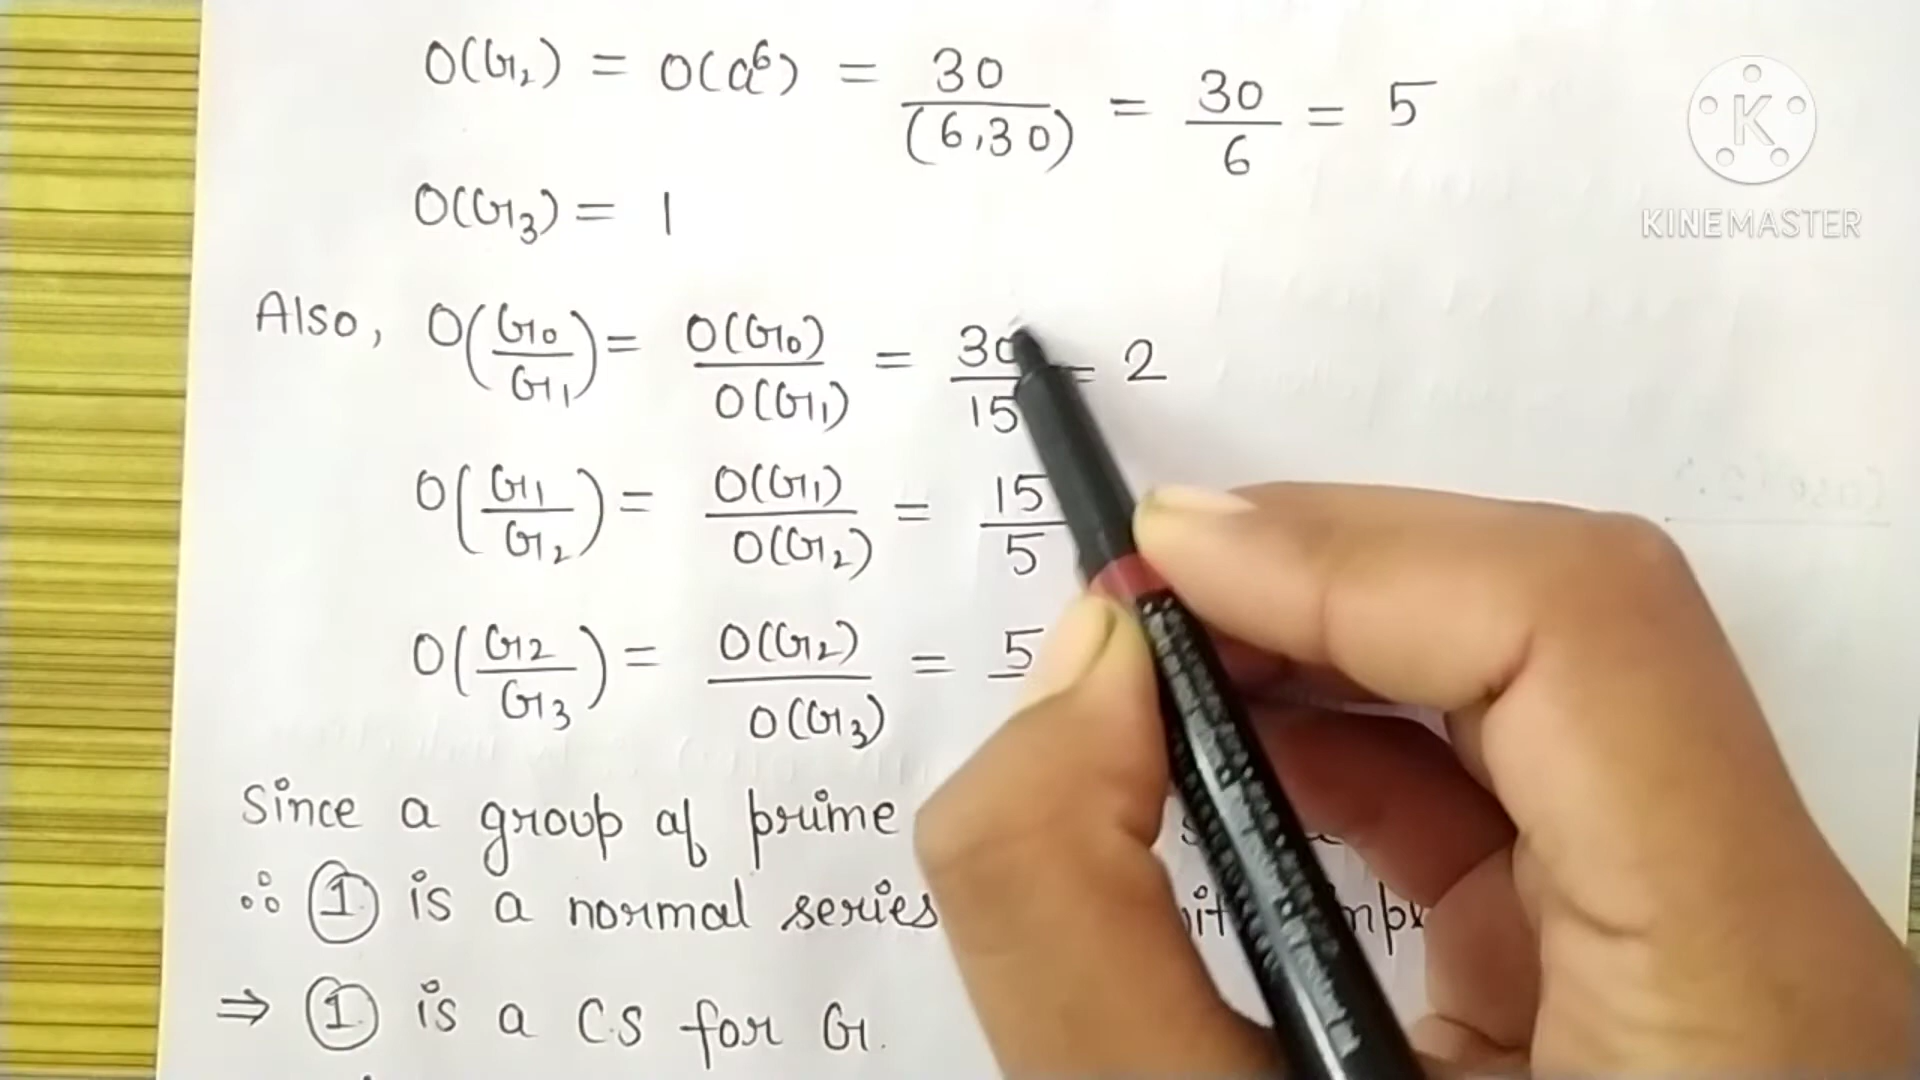 O(G₂) = O(a⁶) = 30/(6,30) = 30/6 = 5
K
KINEMASTER
O(G₃) = 1
Also, O(G₀/G₁) = O(G₀)/O(G₁) = 30/15 = 2
O(G₁/G₂) = O(G₁)/O(G₂) = 15/5
O(G₂/G₃) = O(G₂)/O(G₃) = 5
Since a group of prime
∴ ① is a normal series
⇒ ① is a C.S for G.